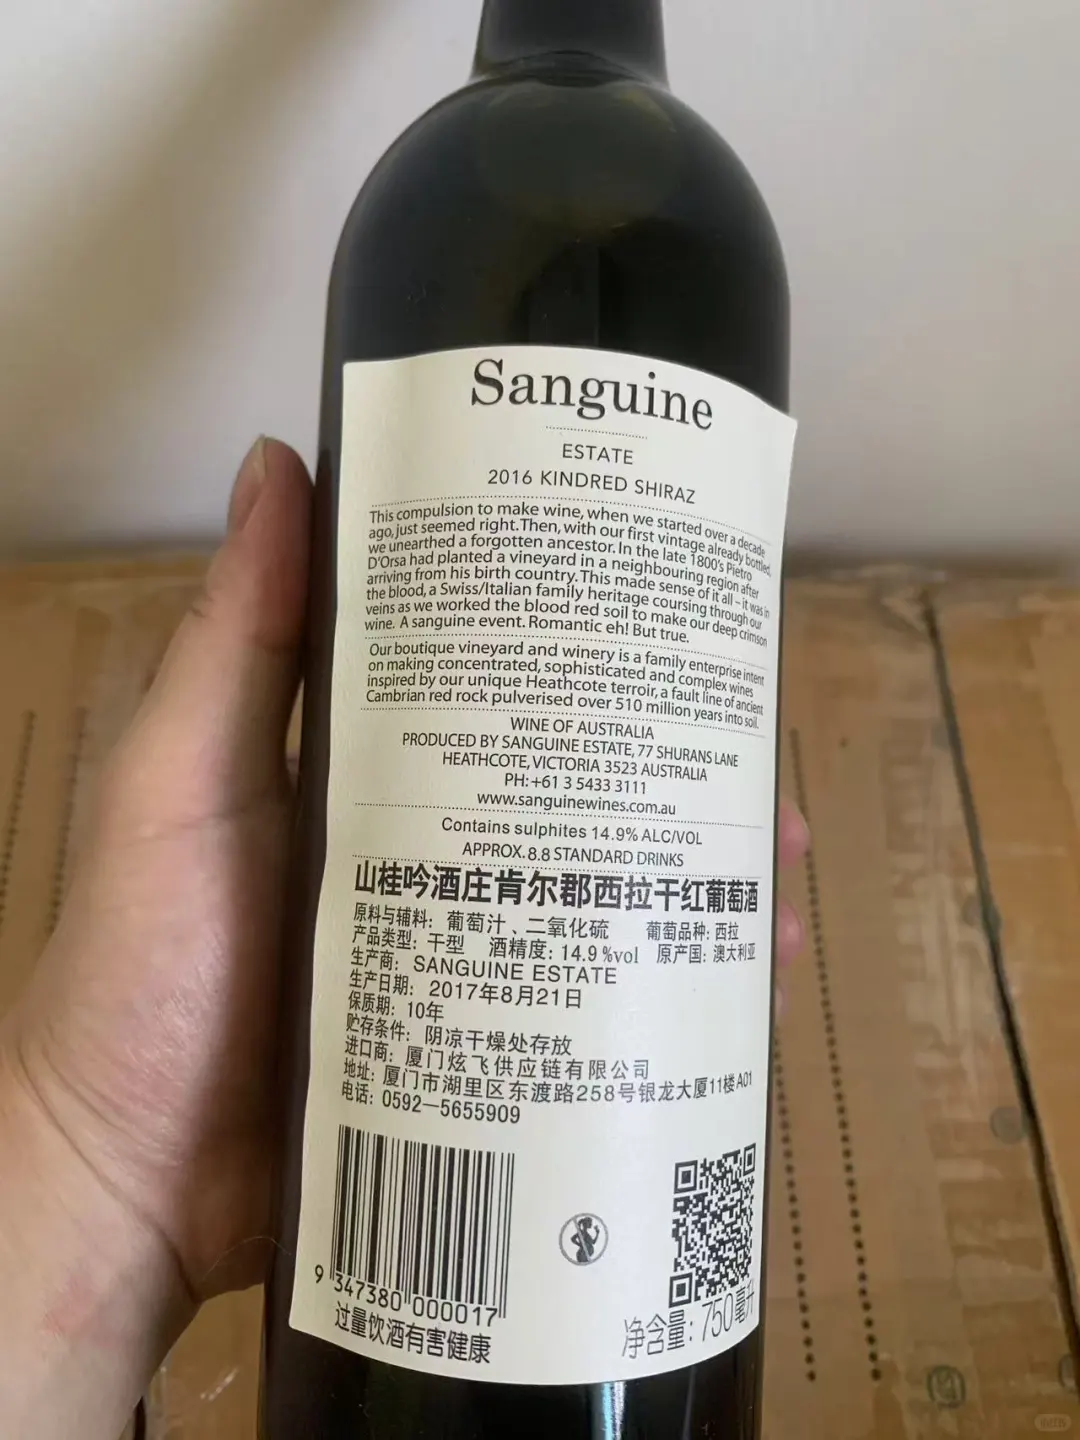 Sanguine
ESTATE
2016 KINDRED SHIRAZ
This compulsion to make wine, when we started over a decade
ago, just seemed right. Then, with our first vintage already bottled,
we unearthed a forgotten ancestor. In the late 1800's Pietro
D'Orsa had planted a vineyard in a neighbouring region after
arriving from his birth country. This made sense of it all – it was in
the blood, a Swiss/Italian family heritage coursing through our
veins as we worked the blood red soil to make our deep crimson
wine. A sanguine event. Romantic eh! But true.
Our boutique vineyard and winery is a family enterprise intent
on making concentrated, sophisticated and complex wines
inspired by our unique Heathcote terroir, a fault line of ancient
Cambrian red rock pulverised over 510 million years into soil.
WINE OF AUSTRALIA
PRODUCED BY SANGUINE ESTATE, 77 SHURANS LANE
HEATHCOTE, VICTORIA 3523 AUSTRALIA
PH: +61 3 5433 3111
www.sanguinewines.com.au
Contains sulphites 14.9% ALC/VOL
APPROX. 8.8 STANDARD DRINKS
山桂吟酒庄肯尔郡西拉干红葡萄酒
原料与辅料: 葡萄汁、二氧化硫 葡萄品种: 西拉
产品类型: 干型 酒精度: 14.9%vol 原产国: 澳大利亚
生产商: SANGUINE ESTATE
生产日期: 2017年8月21日
保质期: 10年
贮存条件: 阴凉干燥处存放
进口商: 厦门炫飞供应链有限公司
地址: 厦门市湖里区东渡路258号银龙大厦11楼A01
电话: 0592—5655909
9 347380 000017
过量饮酒有害健康
净含量: 750毫升